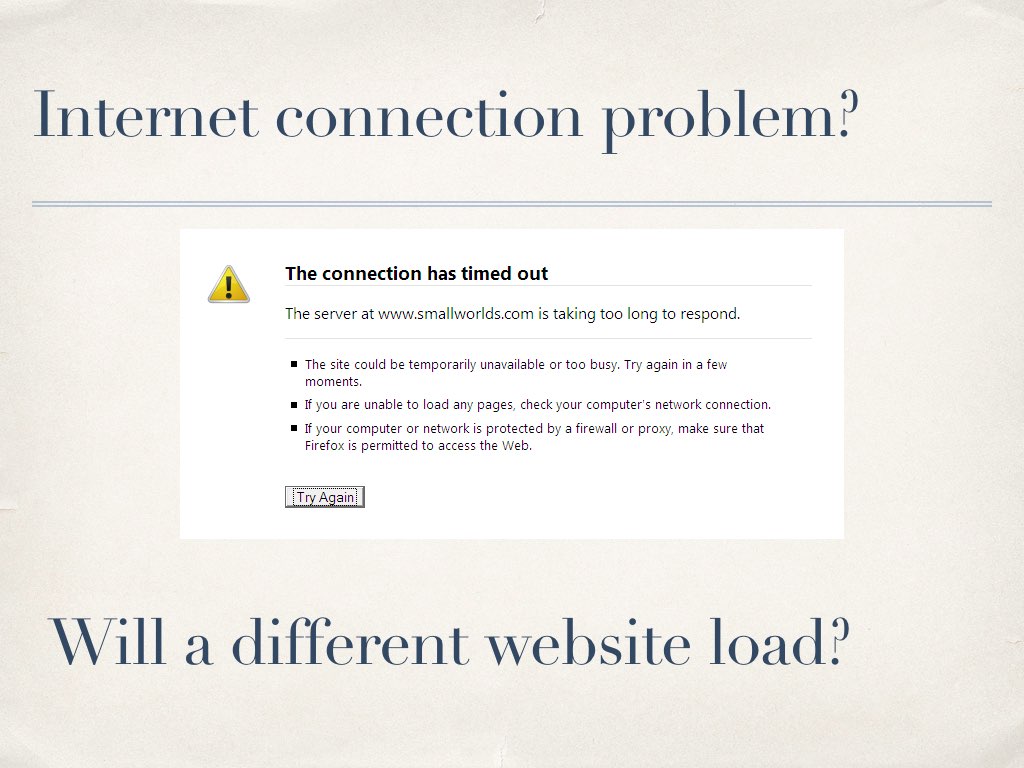 Internet connection problem?
The connection has timed out
The server at www.smallworlds.com is taking too long to respond.
The site could be temporarily unavailable or too busy. Try again in a few
moments.
If you are unable to load any pages, check your computer's network connection.
If your computer or network is protected by a firewall or proxy, make sure that
Firefox is permitted to access the Web.
Try Again
Will a different website load?